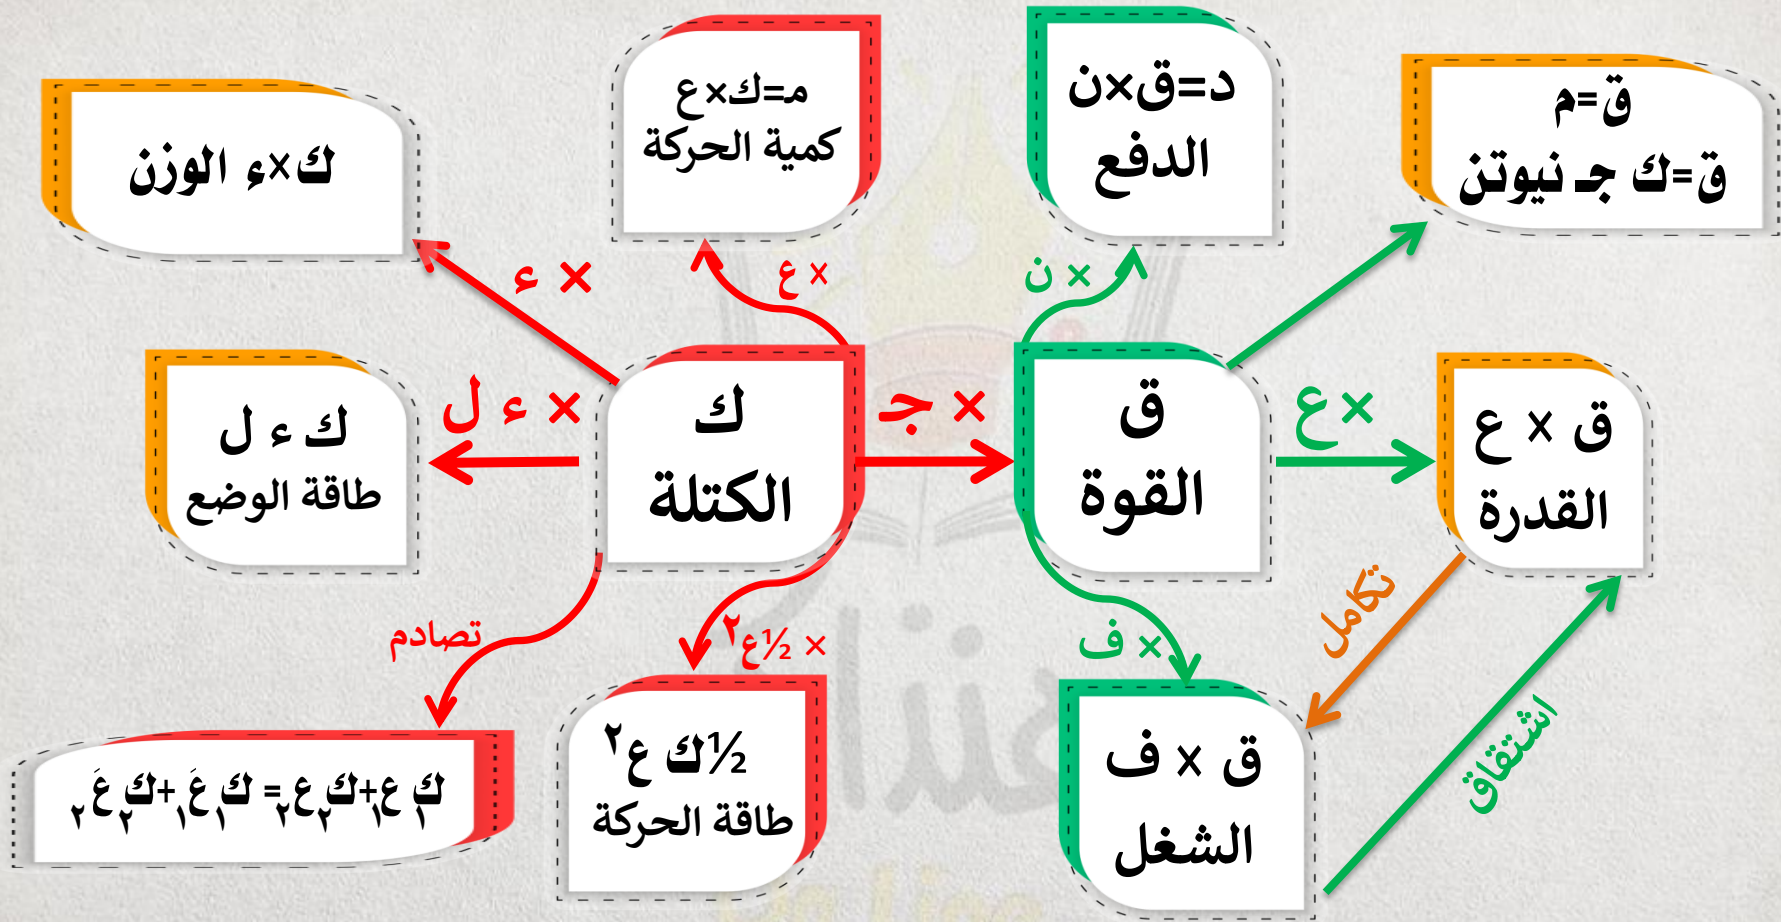 ق=م
ق=ك جـ نيوتن
د=ق×ن
الدفع
مـ=ك×ع
كمية الحركة
ك×ء الوزن
× ن
× ع
× ء
ق × ع
القدرة
×ع
ق
القوة
× جـ
ك
الكتلة
× ء ل
ك ء ل
طاقة الوضع
تكامل
اشتقاق
× ف
× ½ع٢
تصادم
ق × ف
الشغل
½ك ع٢
طاقة الحركة
ك١ع١+ك٢ع٢= ك١عَ١+ك٢عَ٢